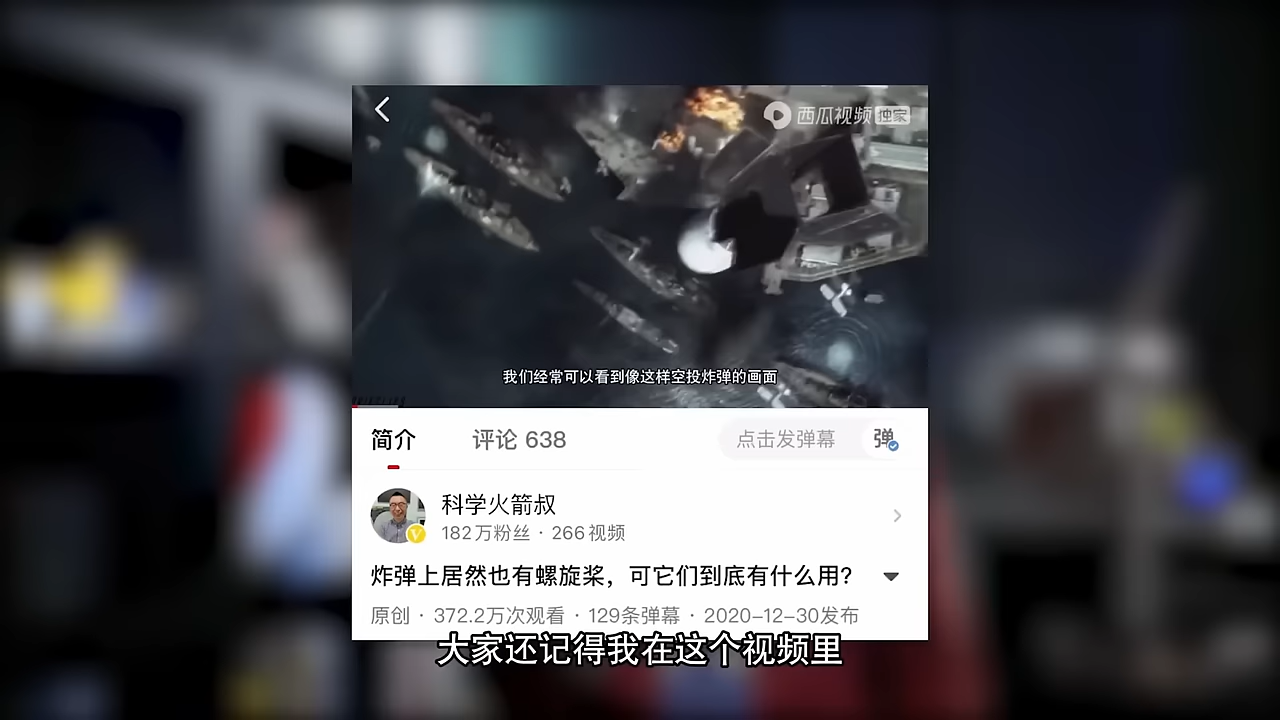 西瓜视频 独家
我们经常可以看到像这样空投炸弹的画面
简介 评论 638 点击发弹幕 弹
科学火箭叔
182万粉丝 · 266视频
炸弹上居然也有螺旋桨，可它们到底有什么用？
原创 · 372.2万次观看 · 129条弹幕 · 2020-12-30发布
大家还记得我在这个视频里